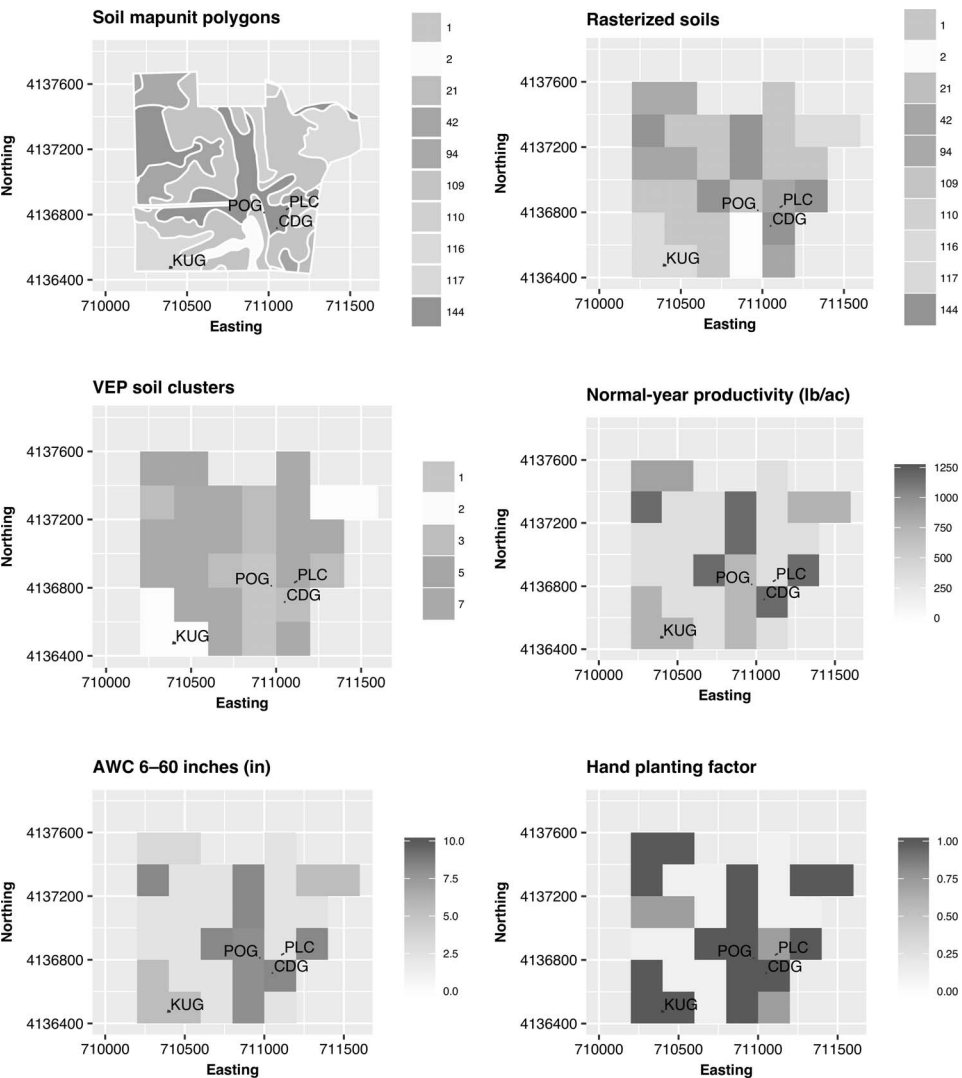 Soil mapunit polygons
Northing
4137600
4137200
4136800
4136400
710000 710500 711000 711500
Easting
POG PLC
CDG
KUG
1
2
21
42
94
109
110
116
117
144
Rasterized soils
Northing
4137600
4137200
4136800
4136400
710000 710500 711000 711500
Easting
POG PLC
CDG
KUG
1
2
21
42
94
109
110
116
117
144
VEP soil clusters
Northing
4137600
4137200
4136800
4136400
710000 710500 711000 711500
Easting
POG PLC
CDG
KUG
1
2
3
5
7
Normal-year productivity (lb/ac)
Northing
4137600
4137200
4136800
4136400
710000 710500 711000 711500
Easting
POG PLC
CDG
KUG
1250
1000
750
500
250
0
AWC 6–60 inches (in)
Northing
4137600
4137200
4136800
4136400
710000 710500 711000 711500
Easting
POG PLC
CDG
KUG
10.0
7.5
5.0
2.5
0.0
Hand planting factor
Northing
4137600
4137200
4136800
4136400
710000 710500 711000 711500
Easting
POG PLC
CDG
KUG
1.00
0.75
0.50
0.25
0.00